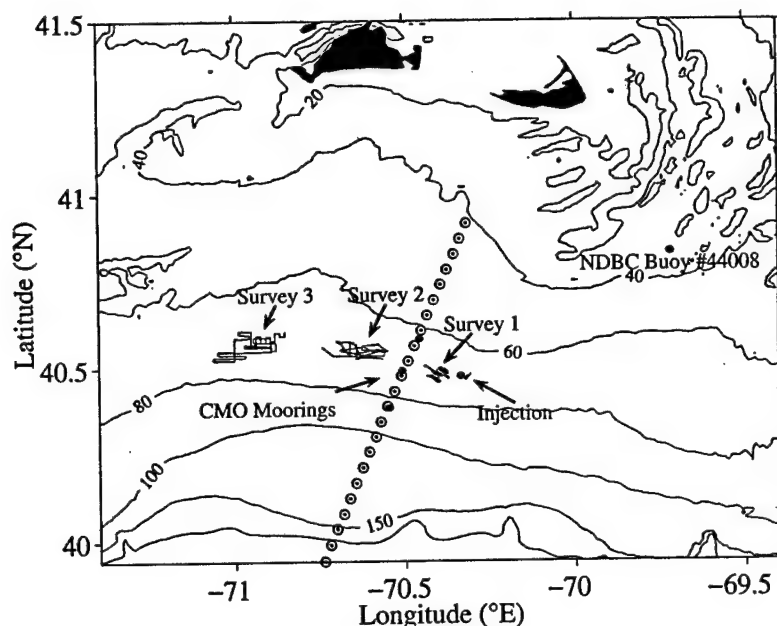 41.5
41
40.5
40
Latitude (°N)
20
20
40
NDBC Buoy #44008
40
Survey 3
Survey 2
Survey 1
60
CMO Moorings
Injection
80
100
150
−71
−70.5
−70
−69.5
Longitude (°E)